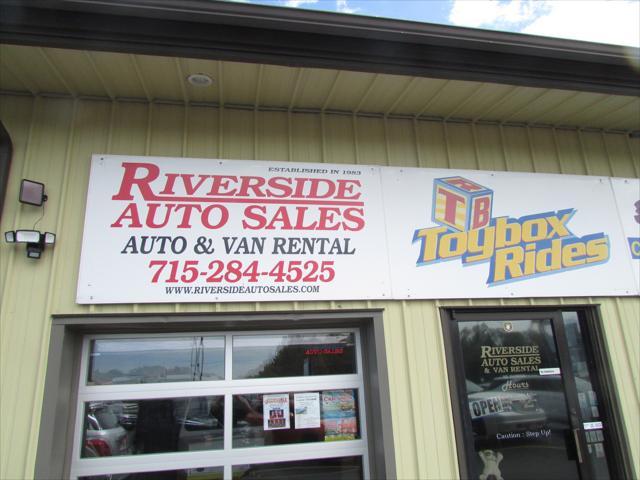 ESTABLISHED IN 1983
RIVERSIDE
AUTO SALES
AUTO & VAN RENTAL
715-284-4525
WWW.RIVERSIDEAUTOSALES.COM
R
T B
Toybox
Rides
AUTO SALES
RIVERSIDE
AUTO SALES
& VAN RENTAL
Hours
OPEN
Caution : Step Up!